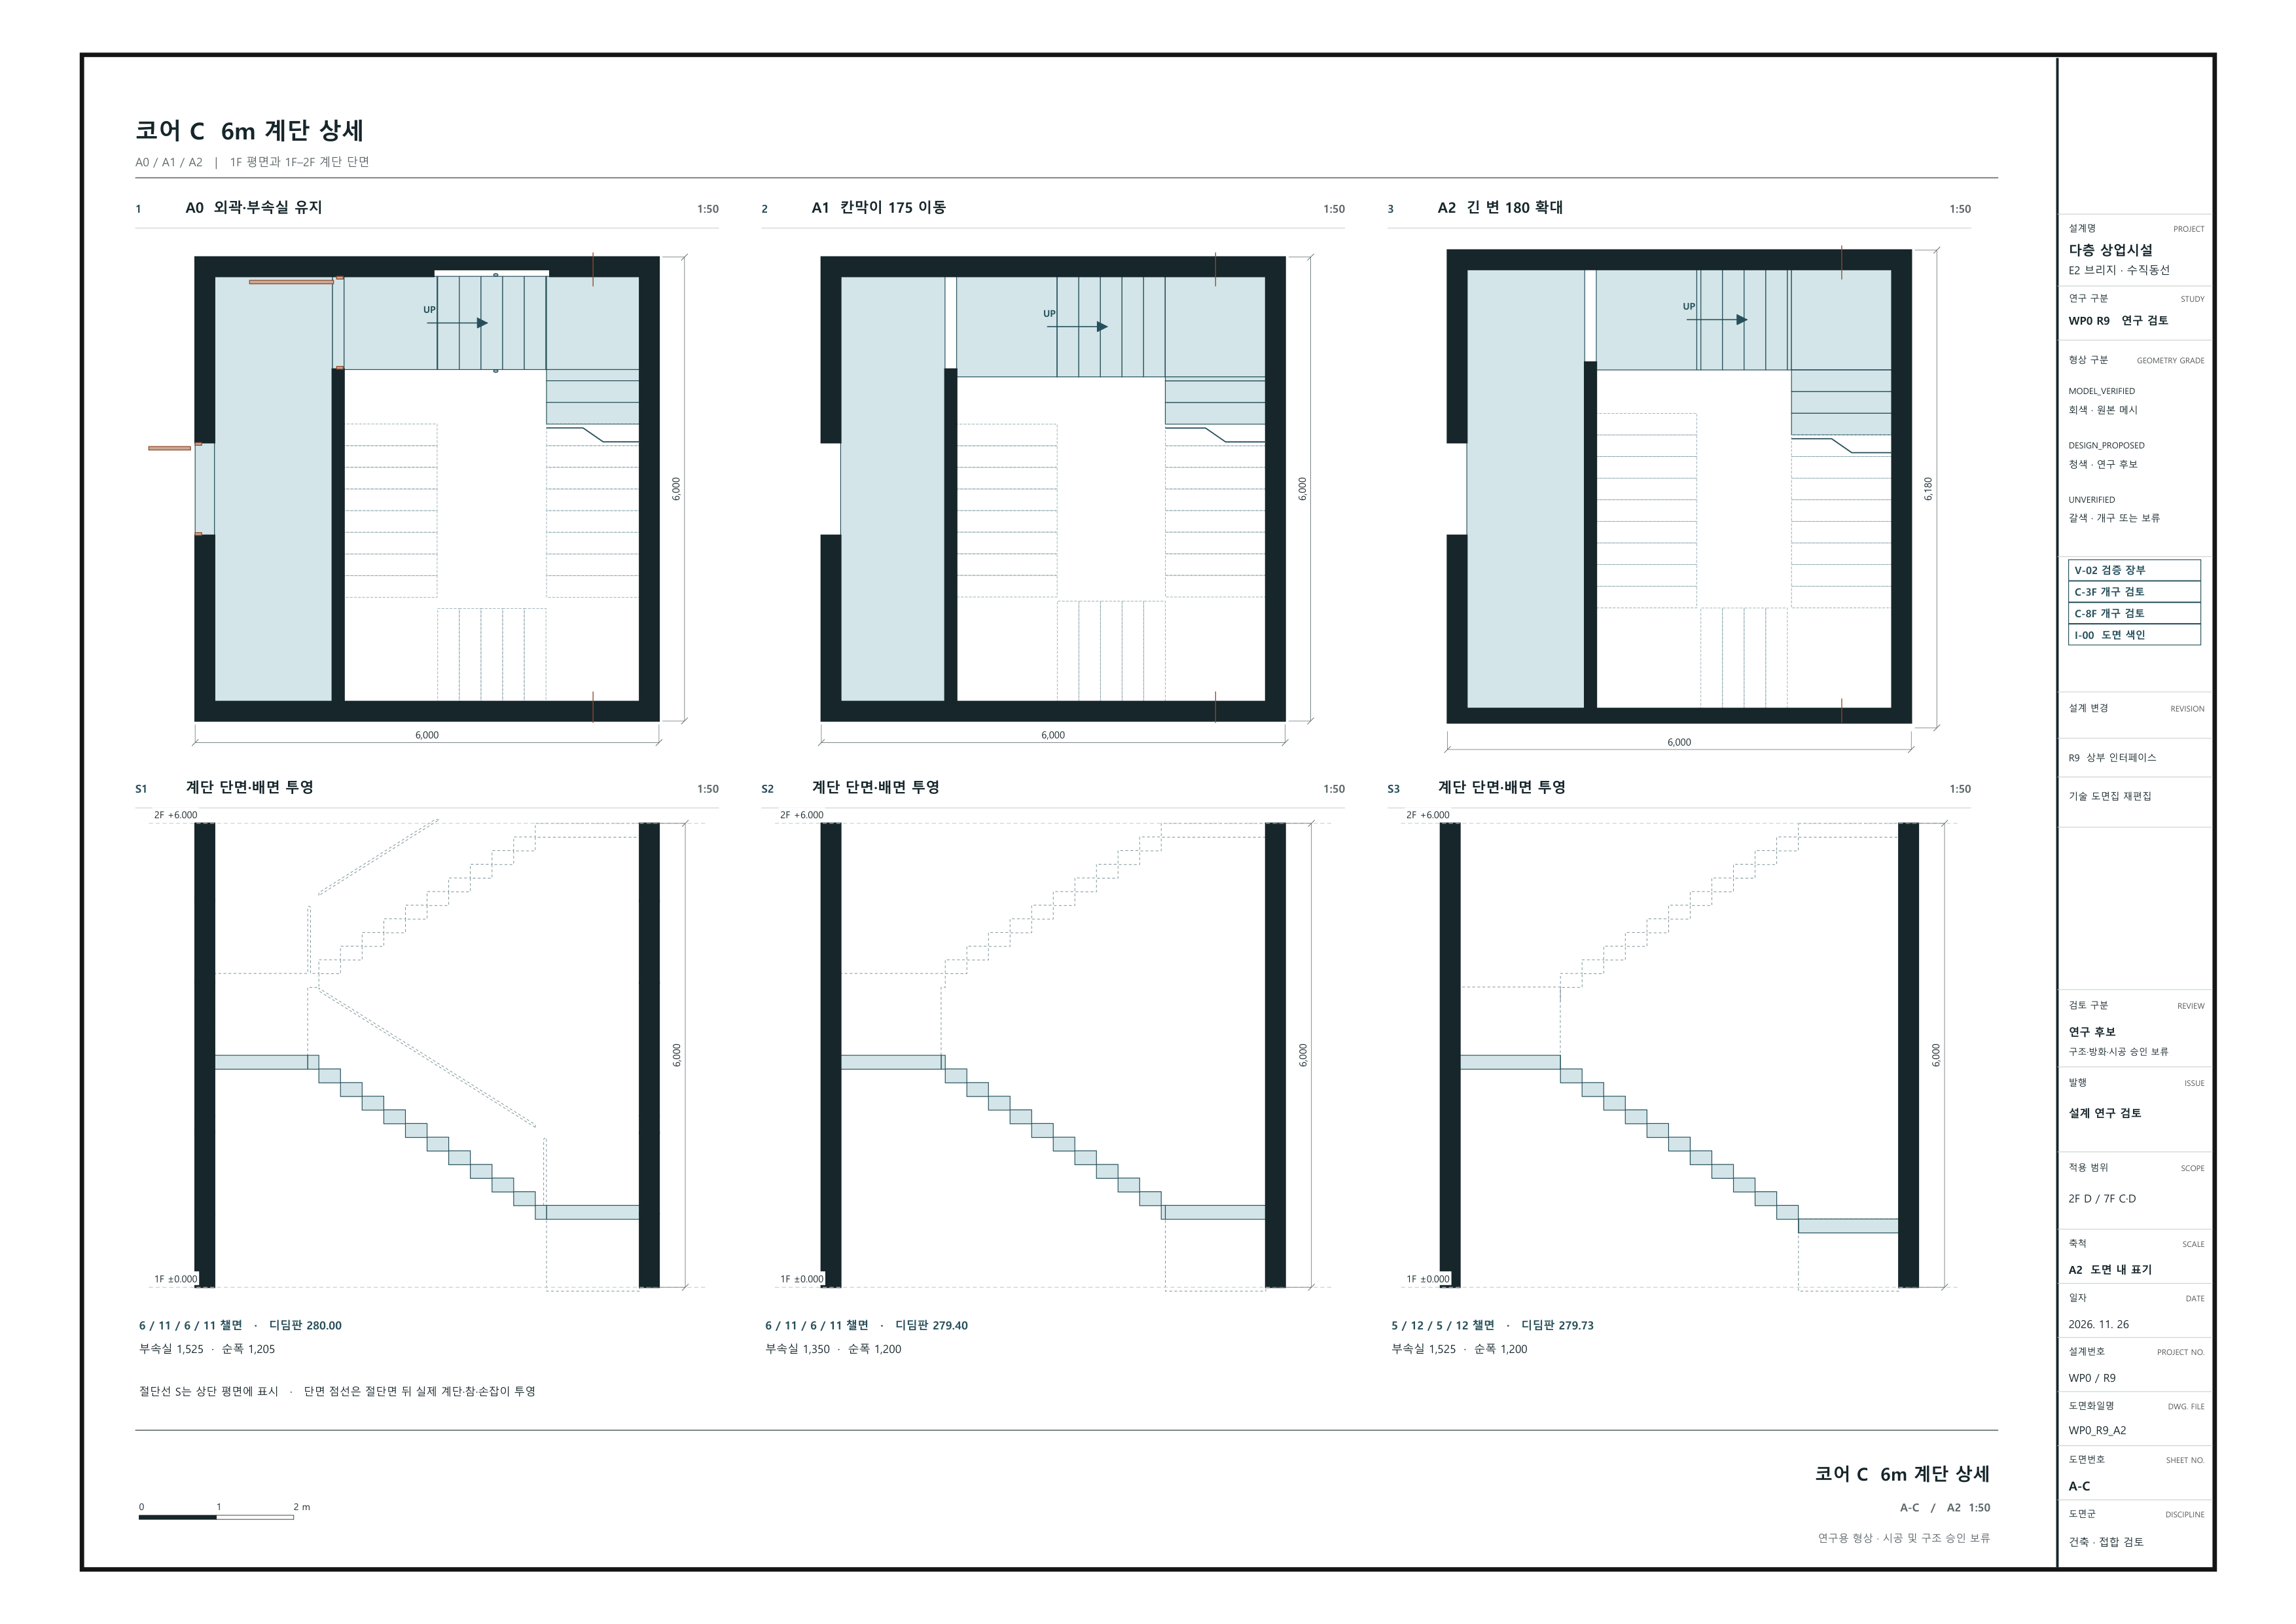 코어 C 6m 계단 상세
A0 / A1 / A2 | 1F 평면과 1F–2F 계단 단면
1 A0 외곽·부속실 유지 1:50
UP
6,000
6,000
2 A1 칸막이 175 이동 1:50
UP
6,000
6,000
3 A2 긴 변 180 확대 1:50
UP
6,180
6,000
S1 계단 단면·배면 투영 1:50
2F +6.000
6,000
1F ±0.000
S2 계단 단면·배면 투영 1:50
2F +6.000
6,000
1F ±0.000
S3 계단 단면·배면 투영 1:50
2F +6.000
6,000
1F ±0.000
6 / 11 / 6 / 11 챌면 · 디딤판 280.00
부속실 1,525 · 순폭 1,205
6 / 11 / 6 / 11 챌면 · 디딤판 279.40
부속실 1,350 · 순폭 1,200
5 / 12 / 5 / 12 챌면 · 디딤판 279.73
부속실 1,525 · 순폭 1,200
절단선 S는 상단 평면에 표시 · 단면 점선은 절단면 뒤 실제 계단·참·손잡이 투영
0 1 2 m
코어 C 6m 계단 상세
A-C / A2 1:50
연구용 형상 · 시공 및 구조 승인 보류
설계명 PROJECT
다층 상업시설
E2 브리지 · 수직동선
연구 구분 STUDY
WP0 R9 연구 검토
형상 구분 GEOMETRY GRADE
MODEL_VERIFIED
회색 · 원본 메시
DESIGN_PROPOSED
청색 · 연구 후보
UNVERIFIED
갈색 · 개구 또는 보류
V-02 검증 장부
C-3F 개구 검토
C-8F 개구 검토
I-00 도면 색인
설계 변경 REVISION
R9 상부 인터페이스
기술 도면집 재편집
검토 구분 REVIEW
연구 후보
구조·방화·시공 승인 보류
발행 ISSUE
설계 연구 검토
적용 범위 SCOPE
2F D / 7F C·D
축척 SCALE
A2 도면 내 표기
일자 DATE
2026. 11. 26
설계번호 PROJECT NO.
WP0 / R9
도면화일명 DWG. FILE
WP0_R9_A2
도면번호 SHEET NO.
A-C
도면군 DISCIPLINE
건축 · 접합 검토